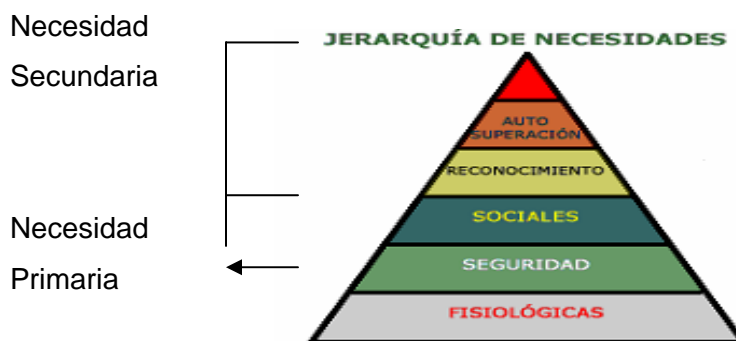 Necesidad
Secundaria
JERARQUÍA DE NECESIDADES
AUTO
SUPERACIÓN
RECONOCIMIENTO
SOCIALES
Necesidad
Primaria
SEGURIDAD
FISIOLÓGICAS